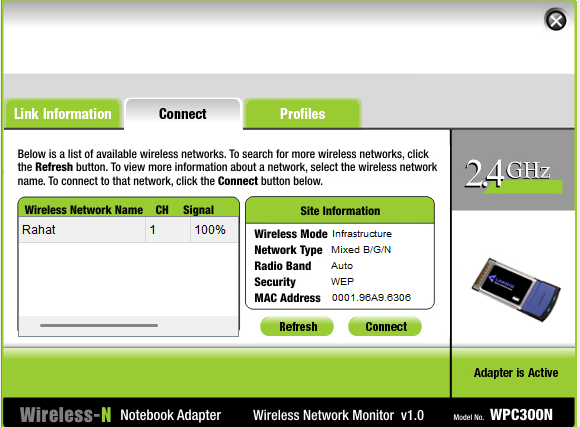 Link Information
Connect
Profiles
Below is a list of available wireless networks. To search for more wireless networks, click
the Refresh button. To view more information about a network, select the wireless network
name. To connect to that network, click the Connect button below.
Wireless Network Name CH Signal
Rahat 1 100%
Site Information
Wireless Mode Infrastructure
Network Type Mixed B/G/N
Radio Band Auto
Security WEP
MAC Address 0001.96A9.6306
Refresh
Connect
2.4GHz
Adapter is Active
Wireless-N Notebook Adapter Wireless Network Monitor v1.0 Model No. WPC300N